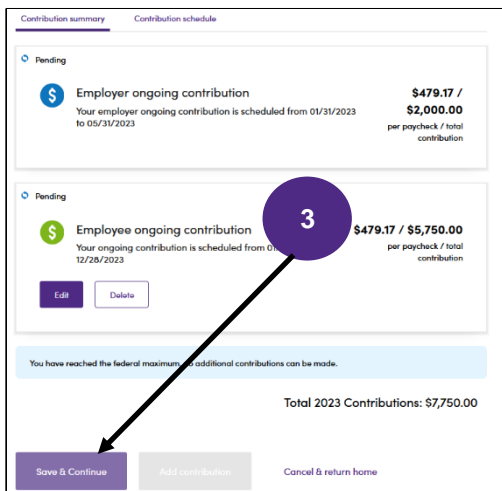 Contribution summary Contribution schedule
Pending
Employer ongoing contribution
$479.17 /
Your employer ongoing contribution is scheduled from 01/31/2023
$2,000.00
to 05/31/2023
per paycheck / total
contribution
Pending
3
Employee ongoing contribution
$479.17 / $5,750.00
Your ongoing contribution is scheduled from
per paycheck / total
12/28/2023
contribution
Edit Delete
You have reached the federal maximum. additional contributions can be made.
Total 2023 Contributions: $7,750.00
Save & Continue Add contribution Cancel & return home